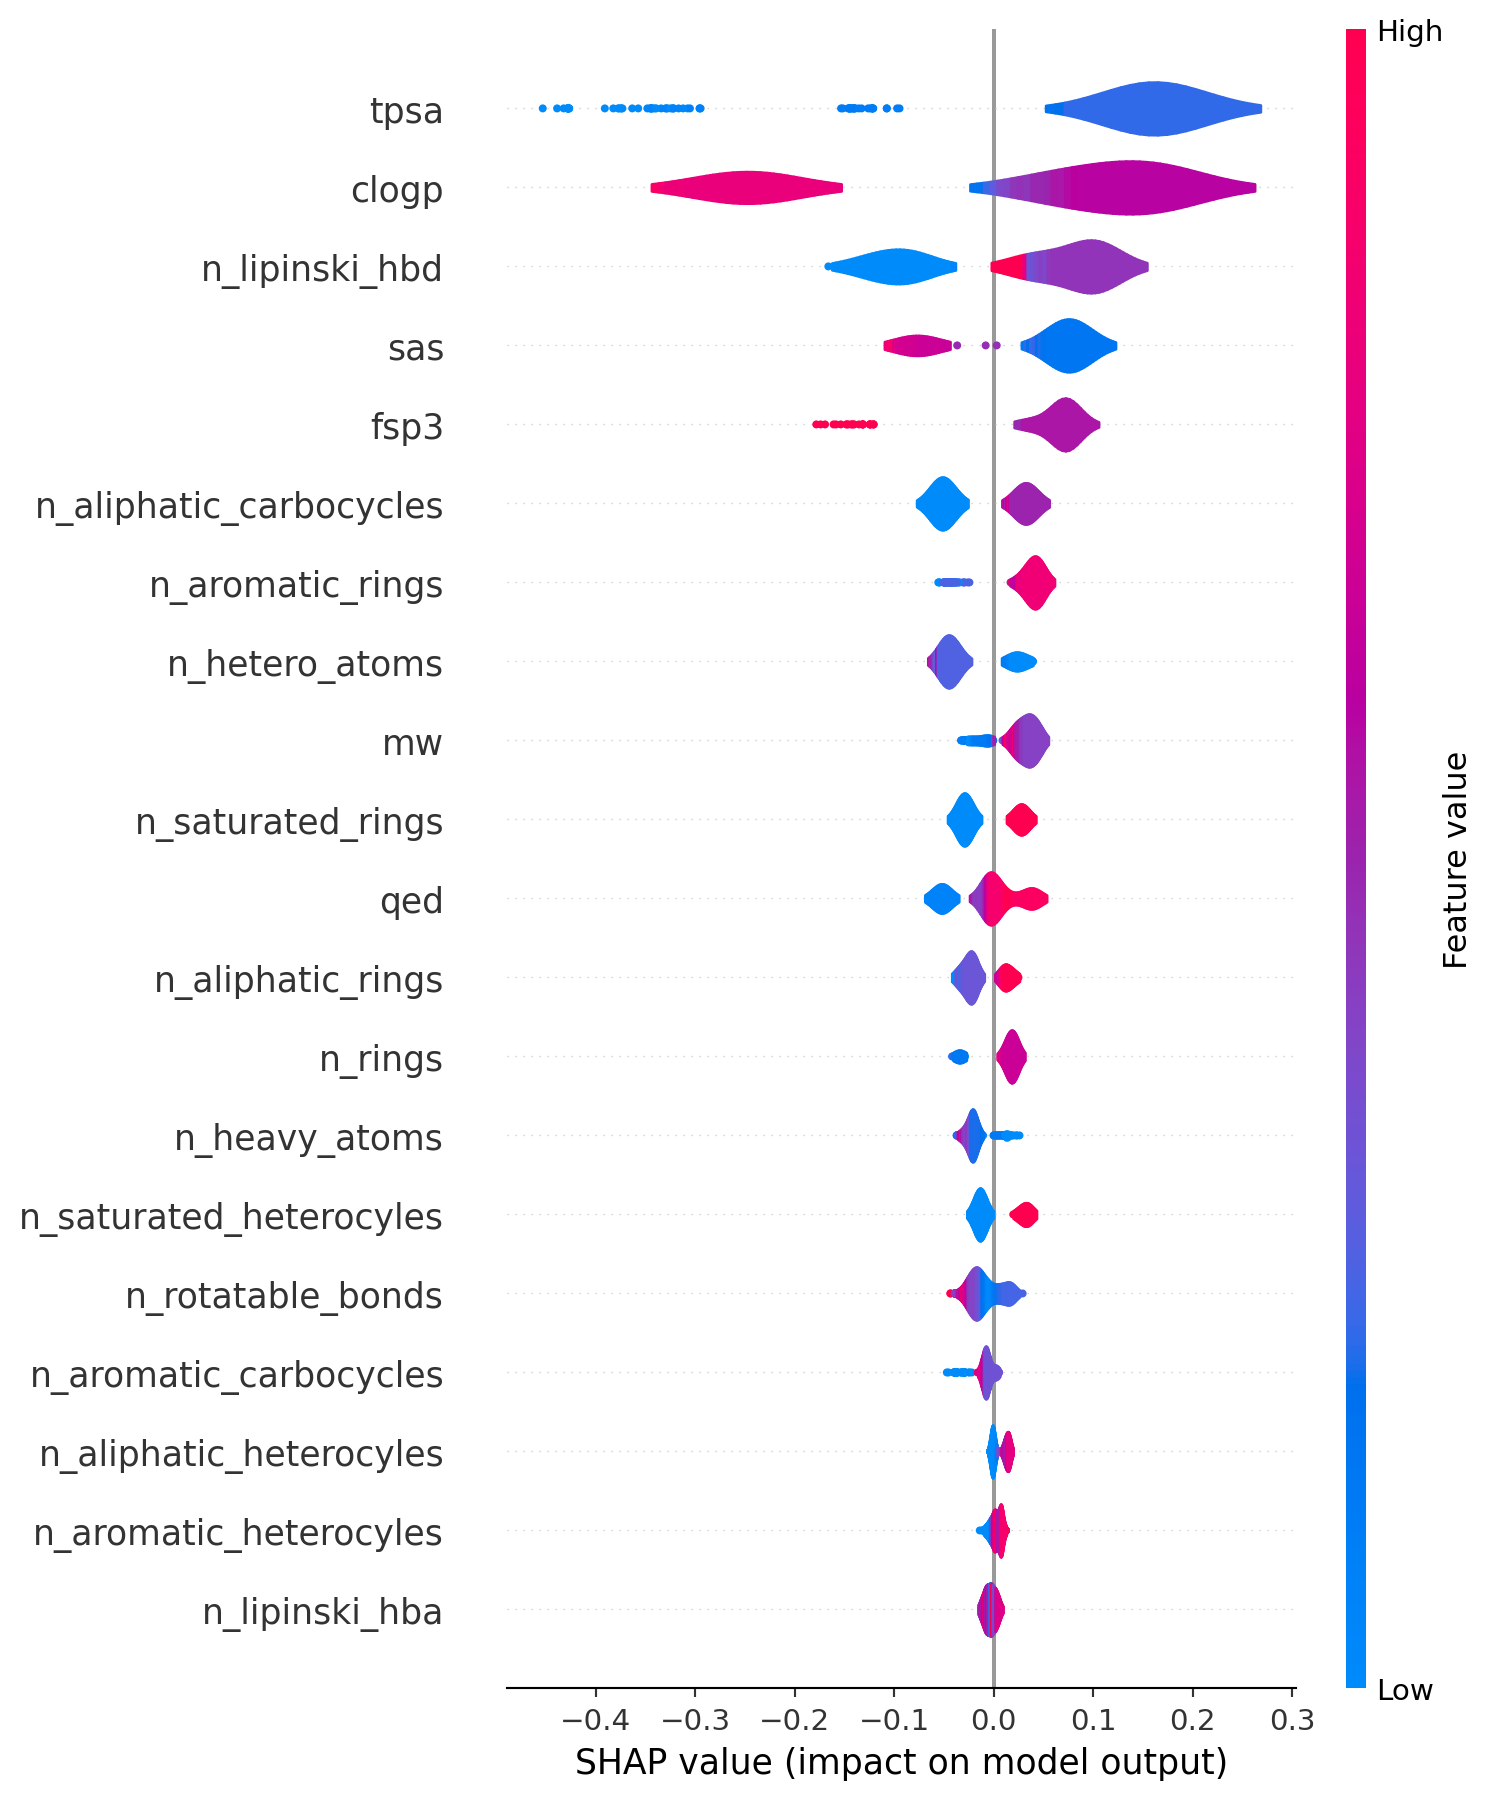 High
tpsa
clogp
n_lipinski_hbd
sas
fsp3
n_aliphatic_carbocycles
n_aromatic_rings
n_hetero_atoms
mw
n_saturated_rings
qed
n_aliphatic_rings
n_rings
n_heavy_atoms
n_saturated_heterocyles
n_rotatable_bonds
n_aromatic_carbocycles
n_aliphatic_heterocyles
n_aromatic_heterocyles
n_lipinski_hba
Feature value
Low
−0.4 −0.3 −0.2 −0.1 0.0 0.1 0.2 0.3
SHAP value (impact on model output)